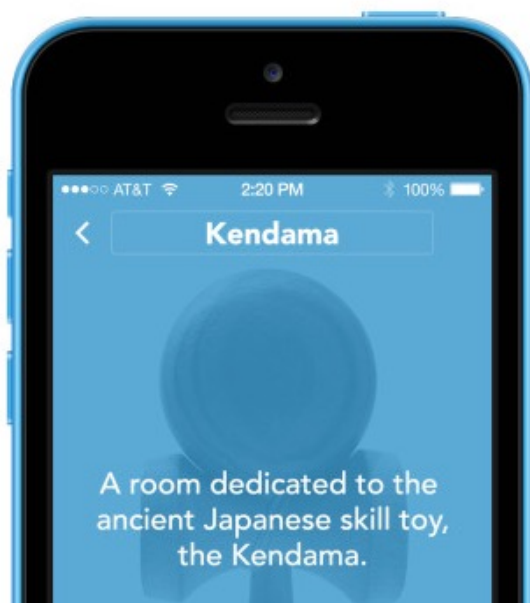 AT&T 2:20 PM 100%
Kendama
A room dedicated to the
ancient Japanese skill toy,
the Kendama.